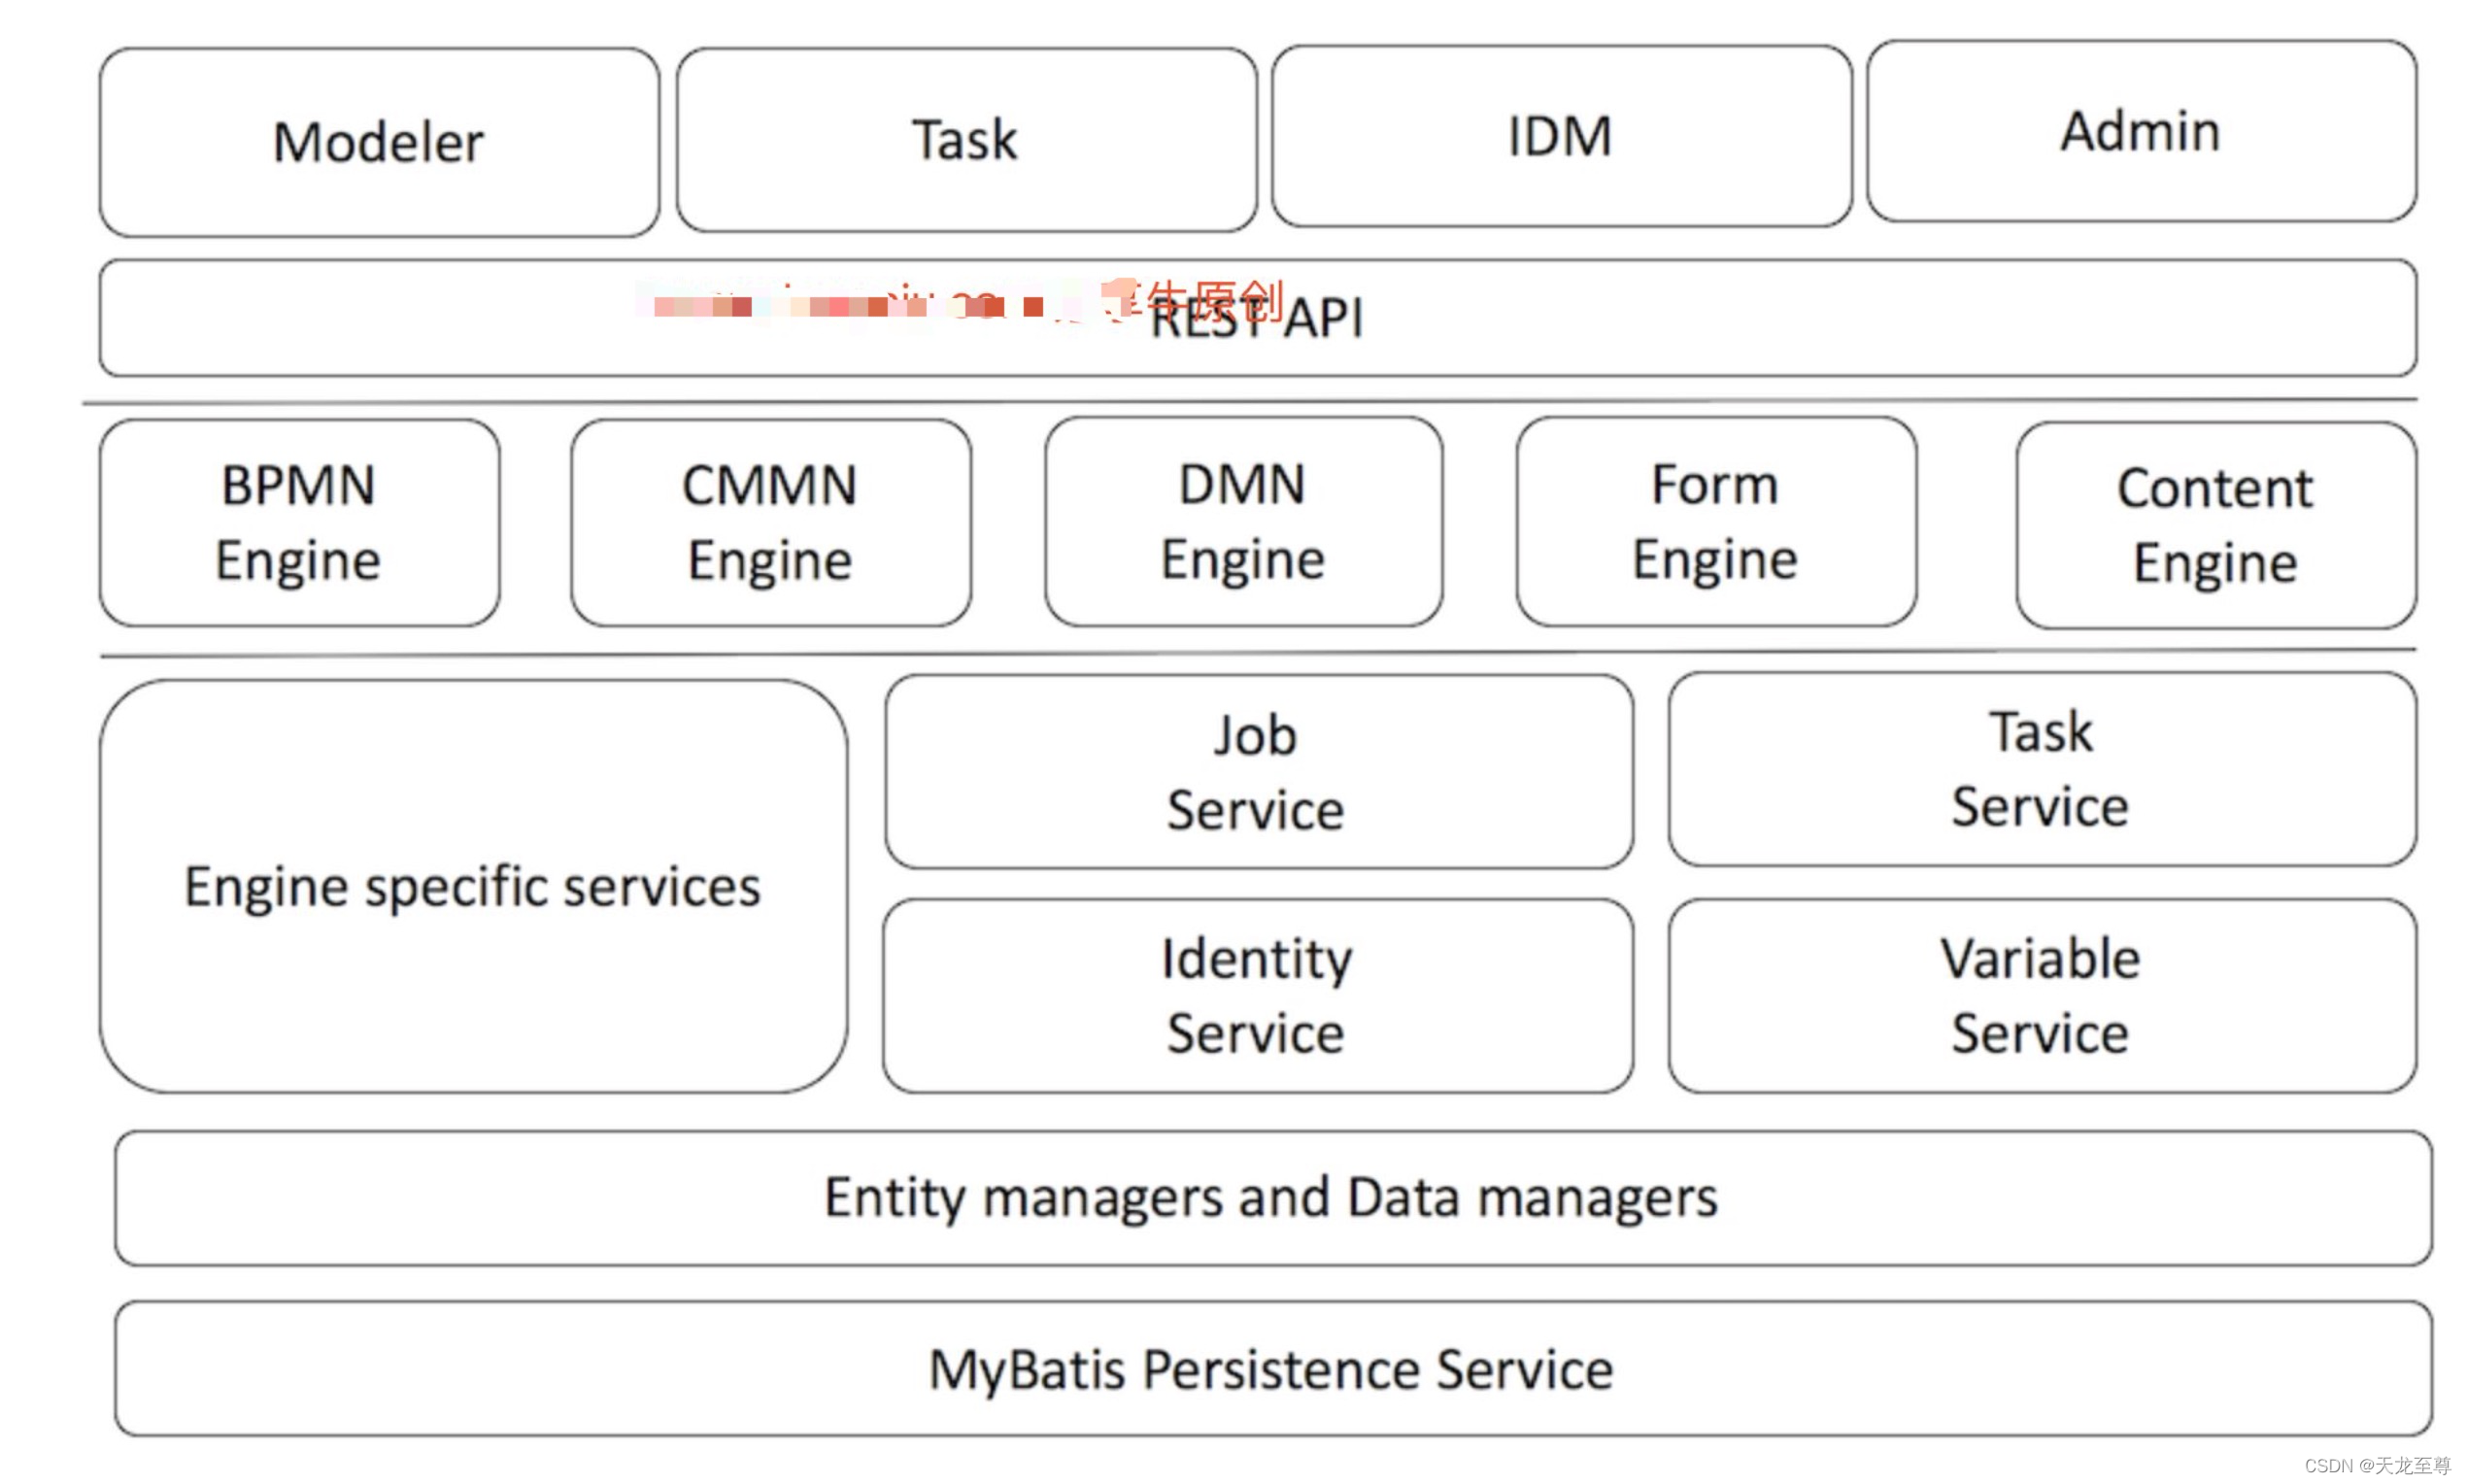 Modeler
Task
IDM
Admin
牛原创
REST API
BPMN
Engine
CMMN
Engine
DMN
Engine
Form
Engine
Content
Engine
Engine specific services
Job
Service
Task
Service
Identity
Service
Variable
Service
Entity managers and Data managers
MyBatis Persistence Service
CSDN @天龙至尊